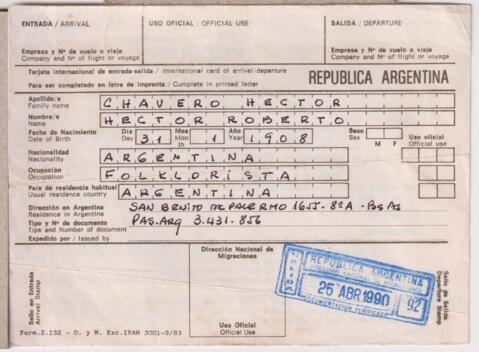 ENTRADA / ARRIVAL
USO OFICIAL / OFFICIAL USE
SALIDA / DEPARTURE
Empresa y Nº de vuelo o viaje
Company and Nº of flight or voyage
Empresa y Nº de vuelo o viaje
Company and Nº of flight or voyage
Tarjeta internacional de entrada-salida / International card of arrival/departure
Para ser completado en letra de imprenta / Complete in printed letter
REPUBLICA ARGENTINA
Apellido/s
Family name
CHAVERO HECTOR
Nombre/s
Name/s
HECTOR ROBERTO
Fecha de Nacimiento
Date of Birth
Día
Day
31
Mes
Month
1
Año
Year
1908
Sexo
Sex
M F
Uso oficial
Official use
Nacionalidad
Nationality
ARGENTINA
Ocupación
Occupation
FOLKLORISTA
País de residencia habitual
Usual residence country
ARGENTINA
Dirección en Argentina
Residence in Argentina
SAN BENITO DE PALERMO 1655 - 8ºA - Bs As
Tipo y Nº de documento
Type and Number of document
PAS. ARG 3.431.856
Expedido por / Issued by
Sello en Entrada
Arrival Stamp
Dirección Nacional de
Migraciones
Uso Oficial
Official Use
REPUBLICA ARGENTINA
25 ABR 1990
92
DOCUMENTACION VERIFICADA
Sello de Salida
Departure Stamp
Form. 2.132 - O. y M. Exc. IRAM 3001-9/83